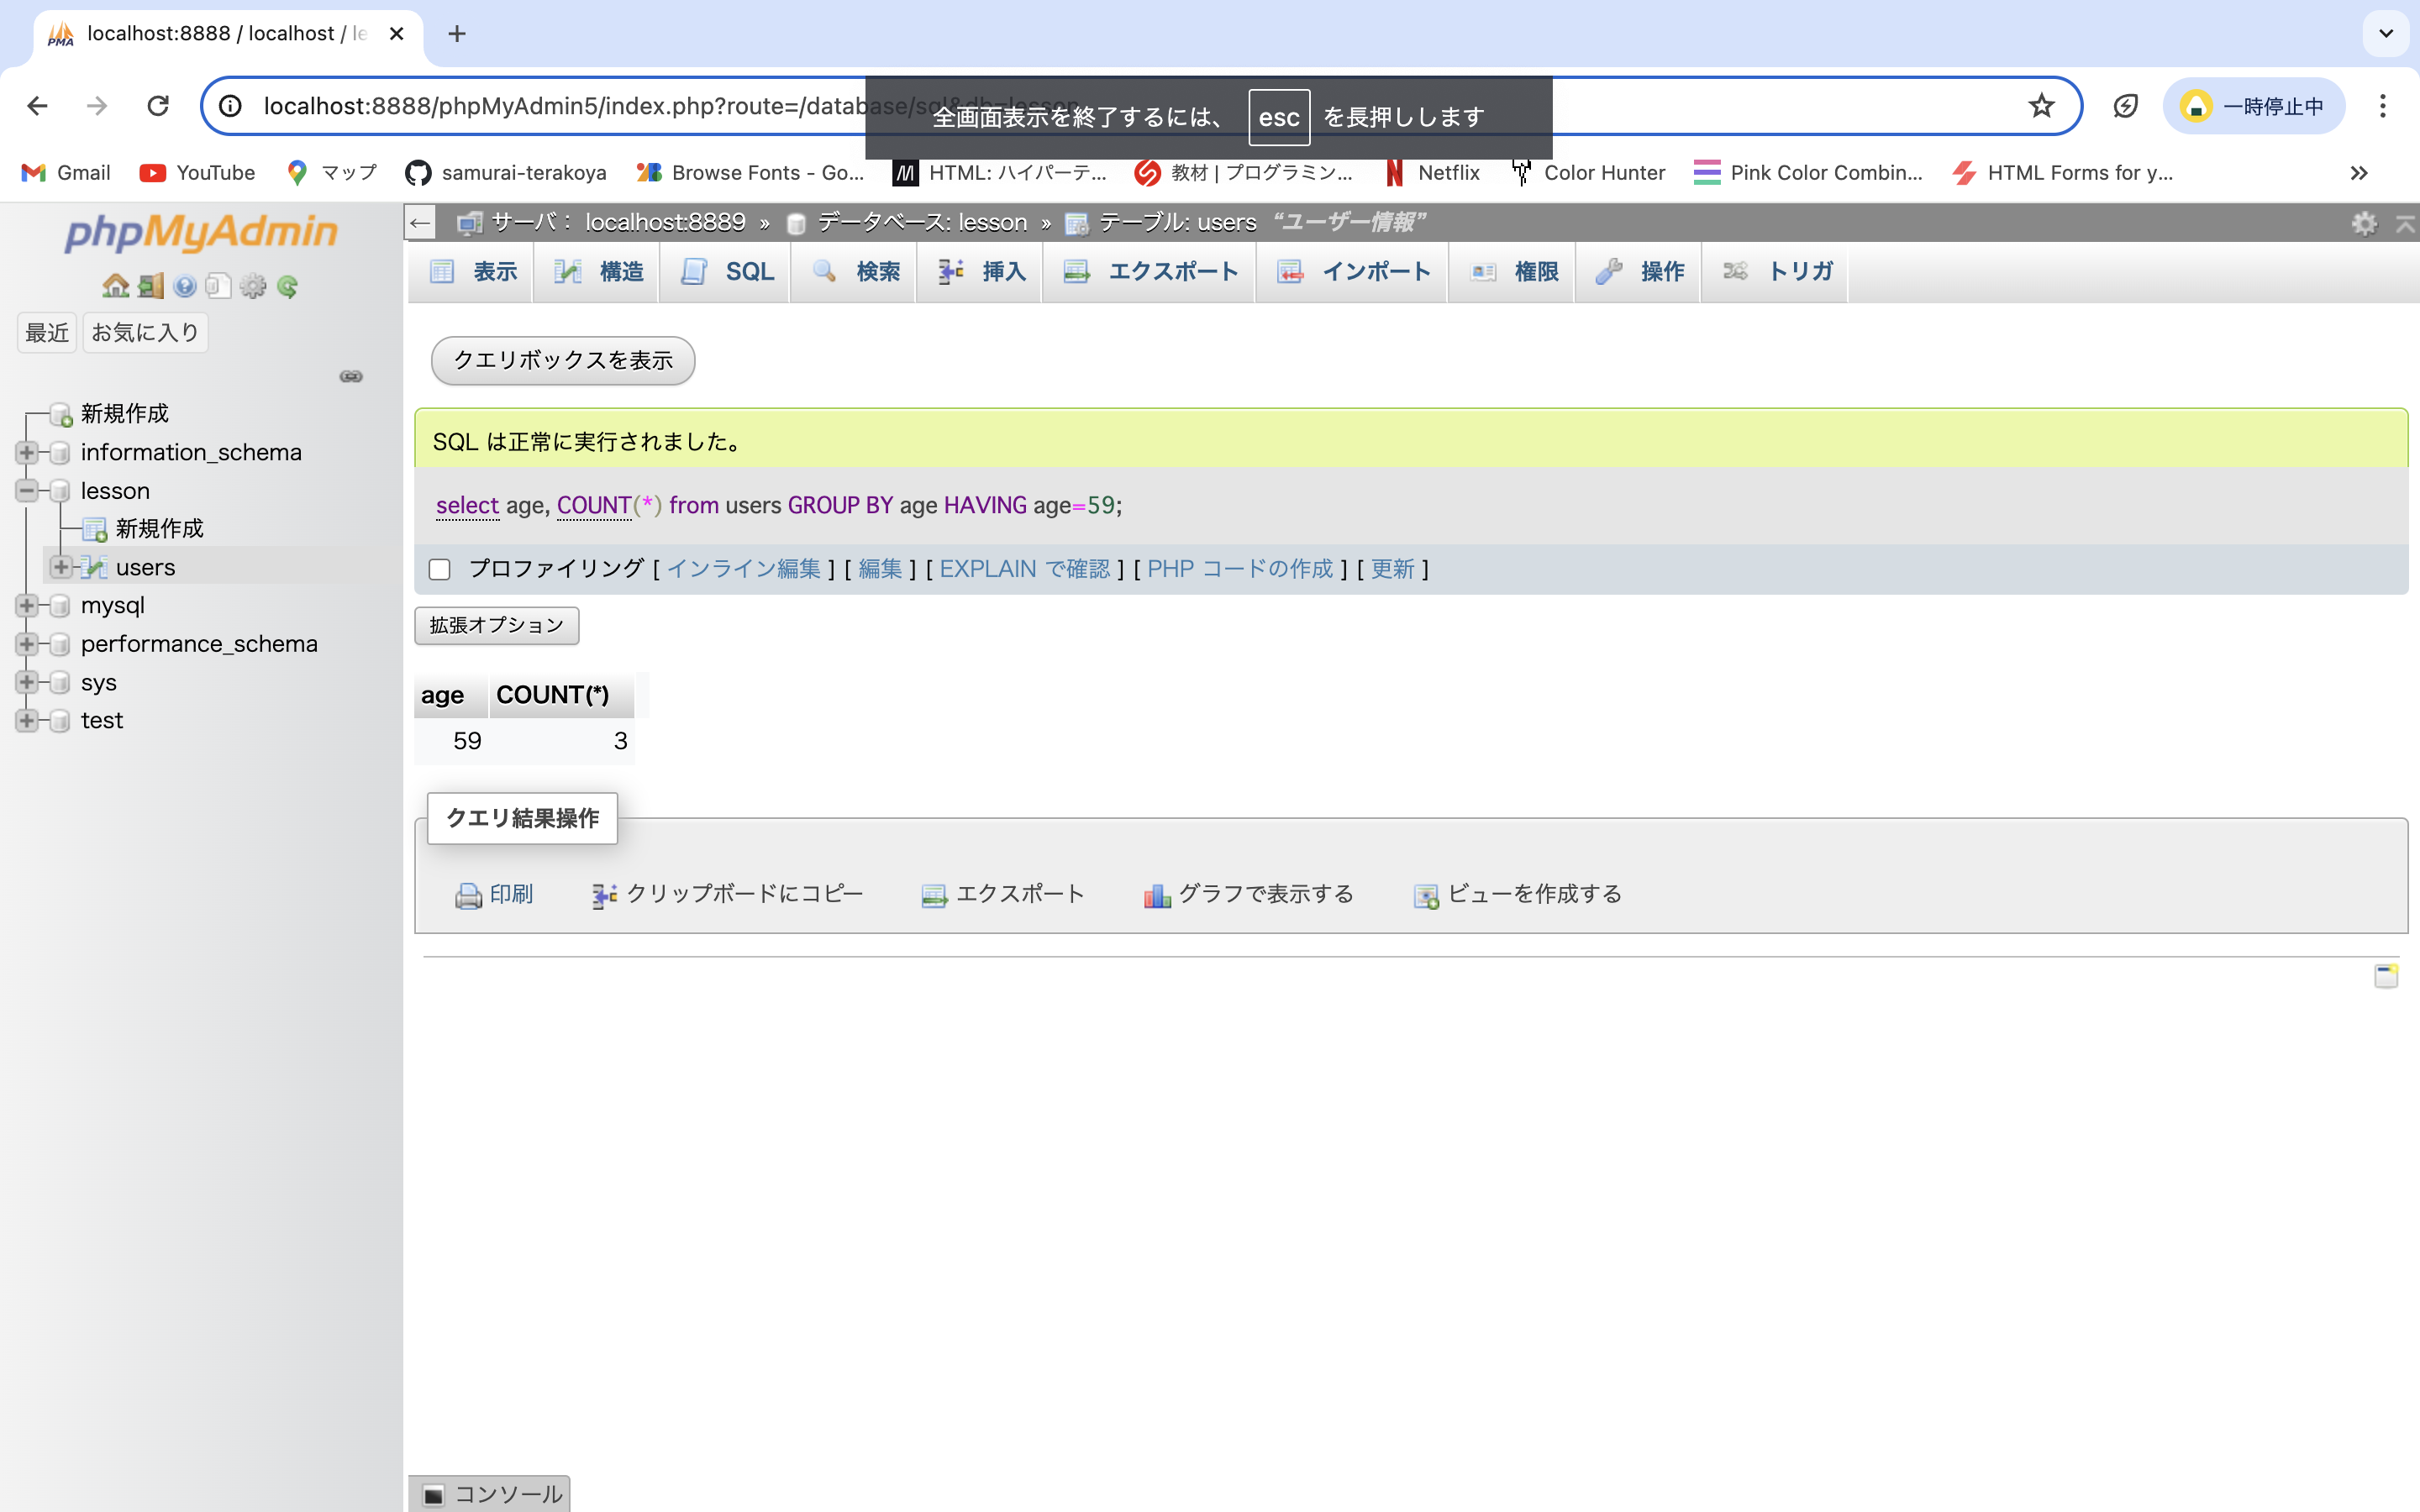 localhost:8888 / localhost / le
localhost:8888/phpMyAdmin5/index.php?route=/database/sql&db=lesson
全画面表示を終了するには、 esc を長押しします
一時停止中
Gmail YouTube マップ samurai-terakoya Browse Fonts - Go... HTML: ハイパーテ... 教材 | プログラミン... Netflix Color Hunter Pink Color Combin... HTML Forms for y...
phpMyAdmin
最近 お気に入り
新規作成
information_schema
lesson
新規作成
users
mysql
performance_schema
sys
test
サーバ： localhost:8889 » データベース: lesson » テーブル: users “ユーザー情報”
表示 構造 SQL 検索 挿入 エクスポート インポート 権限 操作 トリガ
クエリボックスを表示
SQL は正常に実行されました。
select age, COUNT(*) from users GROUP BY age HAVING age=59;
プロファイリング [ インライン編集 ] [ 編集 ] [ EXPLAIN で確認 ] [ PHP コードの作成 ] [ 更新 ]
拡張オプション
age COUNT(*)
59 3
クエリ結果操作
印刷 クリップボードにコピー エクスポート グラフで表示する ビューを作成する
コンソール